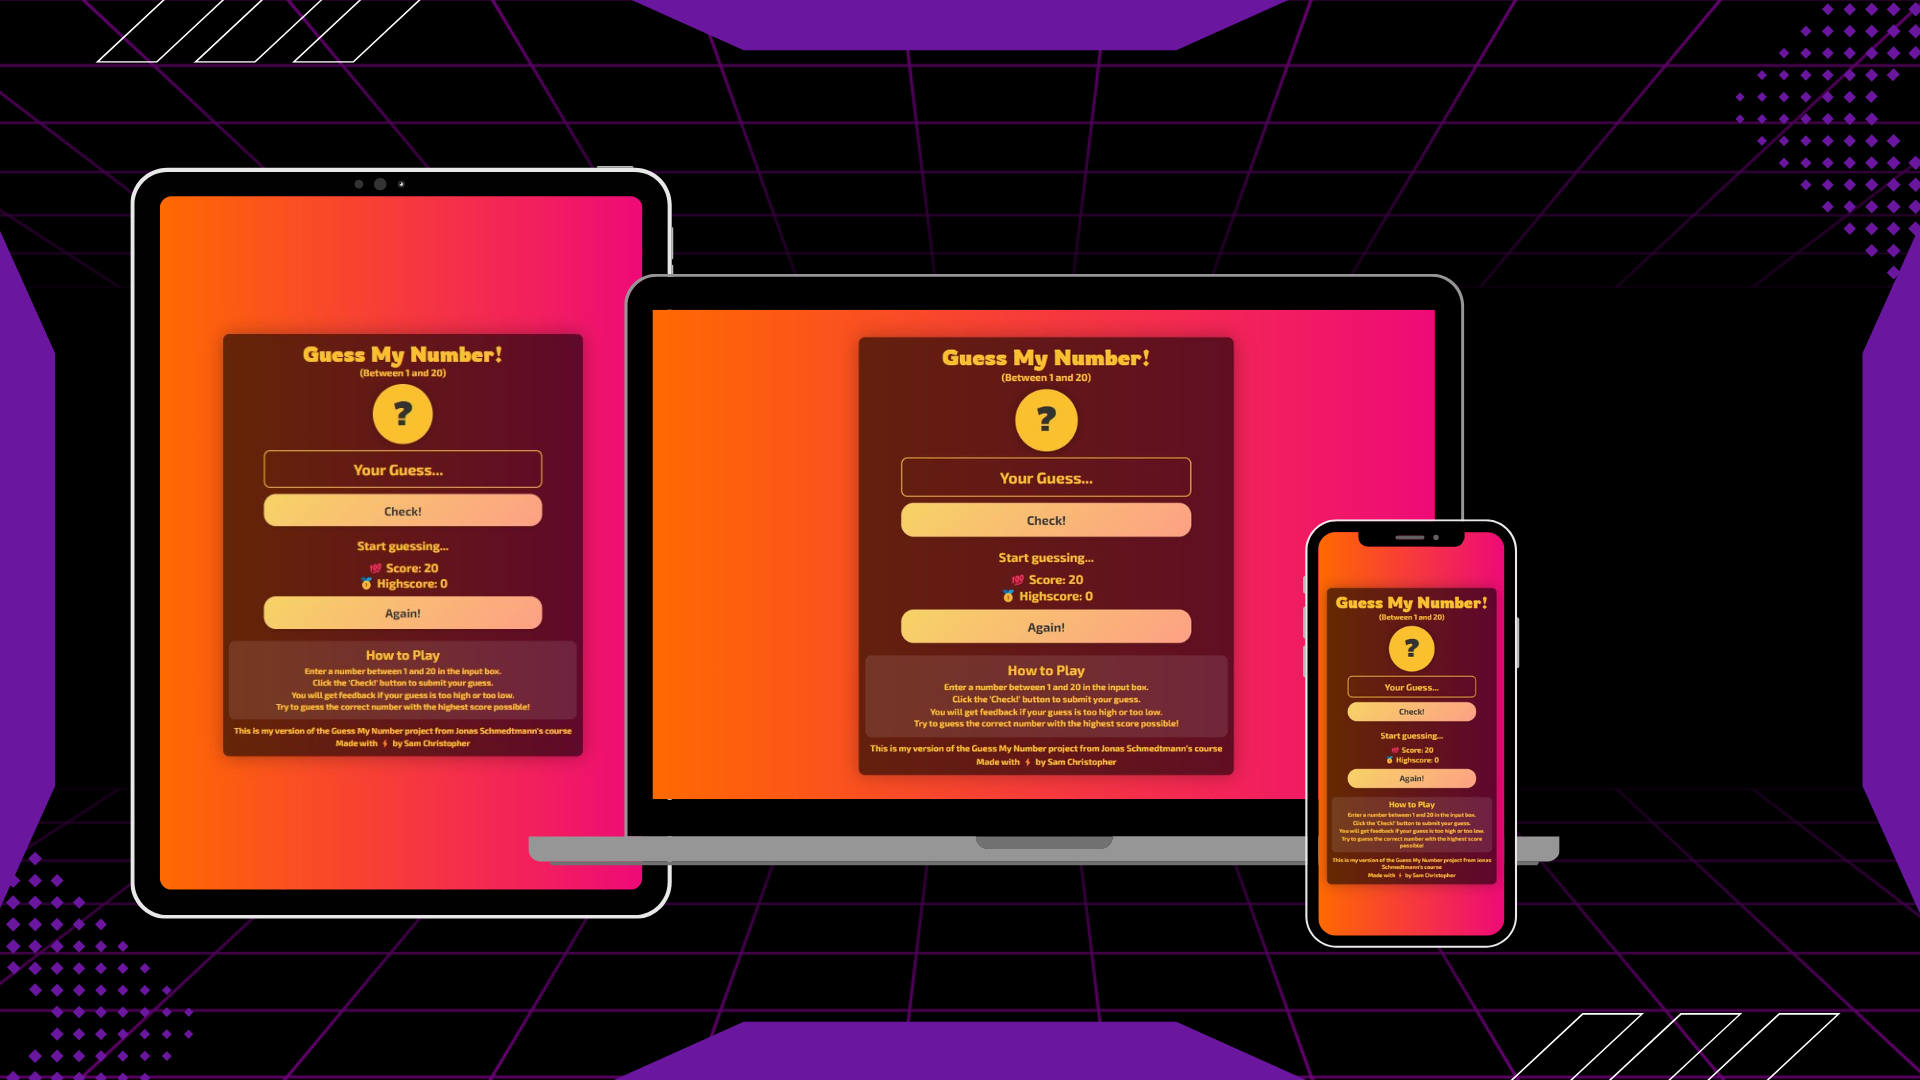 Guess My Number!
(Between 1 and 20)
?
Your Guess...
Check!
Start guessing...
💯 Score: 20
🥇 Highscore: 0
Again!
How to Play
Enter a number between 1 and 20 in the input box.
Click the 'Check!' button to submit your guess.
You will get feedback if your guess is too high or too low.
Try to guess the correct number with the highest score possible!
This is my version of the Guess My Number project from Jonas Schmedtmann's course
Made with ⚡ by Sam Christopher
Guess My Number!
(Between 1 and 20)
?
Your Guess...
Check!
Start guessing...
💯 Score: 20
🥇 Highscore: 0
Again!
How to Play
Enter a number between 1 and 20 in the input box.
Click the 'Check!' button to submit your guess.
You will get feedback if your guess is too high or too low.
Try to guess the correct number with the highest score possible!
This is my version of the Guess My Number project from Jonas Schmedtmann's course
Made with ⚡ by Sam Christopher
Guess My Number!
(Between 1 and 20)
?
Your Guess...
Check!
Start guessing...
💯 Score: 20
🥇 Highscore: 0
Again!
How to Play
Enter a number between 1 and 20 in the input box.
Click the 'Check!' button to submit your guess.
You will get feedback if your guess is too high or too low.
Try to guess the correct number with the highest score
possible!
This is my version of the Guess My Number project from Jonas
Schmedtmann's course
Made with ⚡ by Sam Christopher